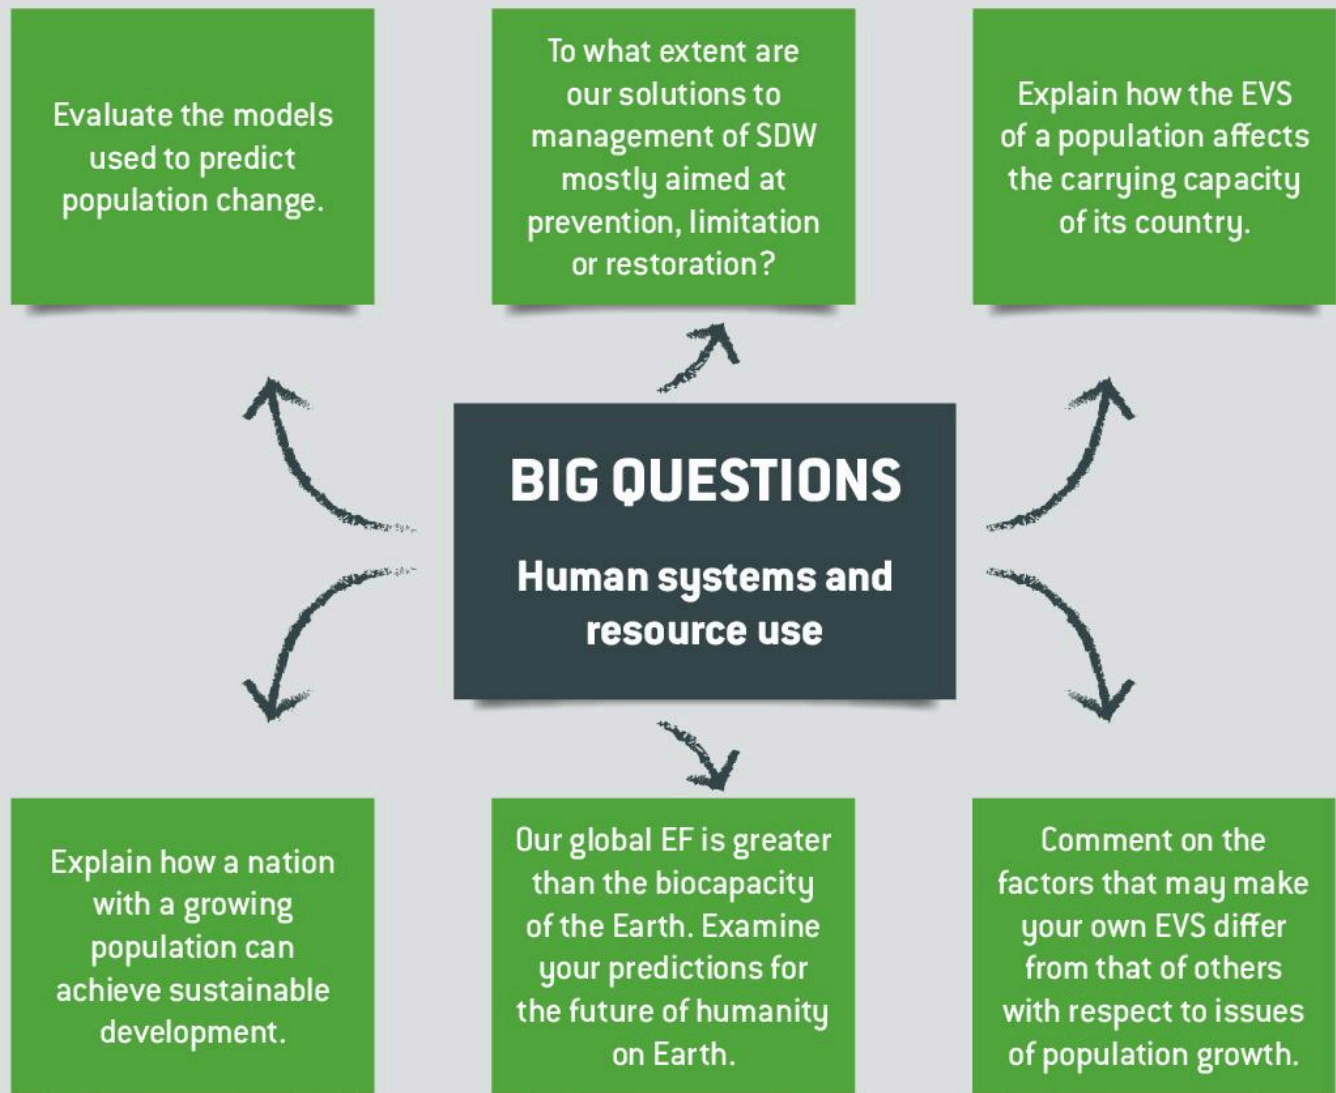 Evaluate the models
used to predict
population change.
To what extent are
our solutions to
management of SDW
mostly aimed at
prevention, limitation
or restoration?
Explain how the EVS
of a population affects
the carrying capacity
of its country.
BIG QUESTIONS
Human systems and
resource use
Explain how a nation
with a growing
population can
achieve sustainable
development.
Our global EF is greater
than the biocapacity
of the Earth. Examine
your predictions for
the future of humanity
on Earth.
Comment on the
factors that may make
your own EVS differ
from that of others
with respect to issues
of population growth.